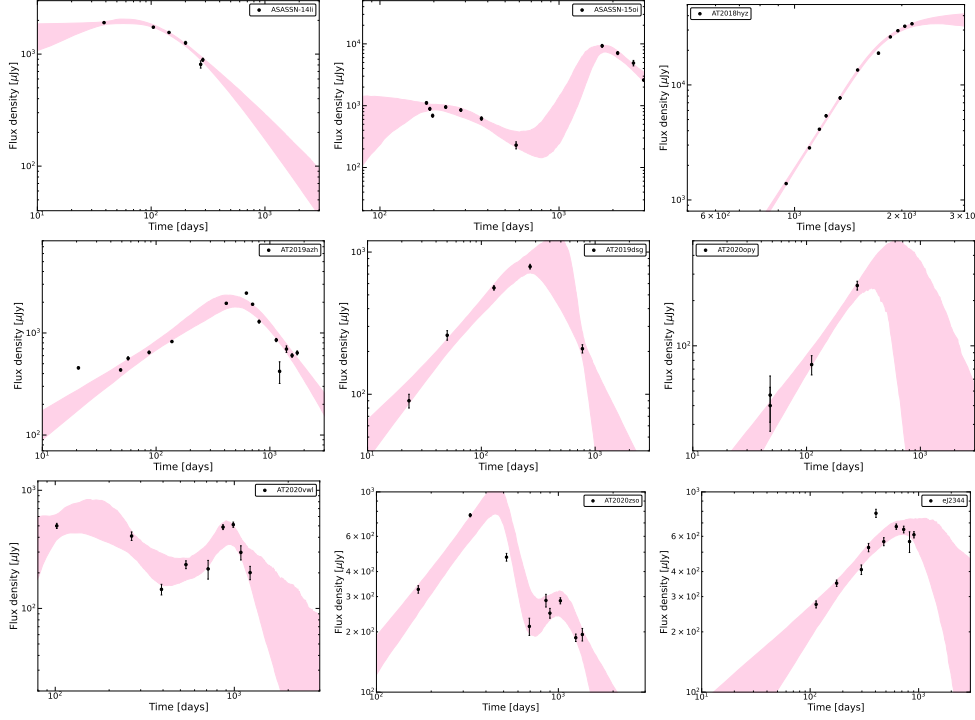 ASASSN-14li
Flux density [μJy]
10³
10²
10¹ 10² 10³
Time [days]
ASASSN-15oi
Flux density [μJy]
10⁴
10³
10²
10² 10³
Time [days]
AT2018hyz
Flux density [μJy]
10⁴
10³
6 × 10² 10³ 2 × 10³ 3 × 10
Time [days]
AT2019azh
Flux density [μJy]
10³
10²
10¹ 10² 10³
Time [days]
AT2019dsg
Flux density [μJy]
10³
10²
10¹ 10² 10³
Time [days]
AT2020opy
Flux density [μJy]
10²
10¹ 10² 10³
Time [days]
AT2020vwl
Flux density [μJy]
10³
10²
10² 10³
Time [days]
AT2020zso
Flux density [μJy]
10³
6 × 10²
4 × 10²
3 × 10²
2 × 10²
10²
10² 10³
Time [days]
eJ2344
Flux density [μJy]
10³
6 × 10²
4 × 10²
3 × 10²
2 × 10²
10²
10¹ 10² 10³
Time [days]